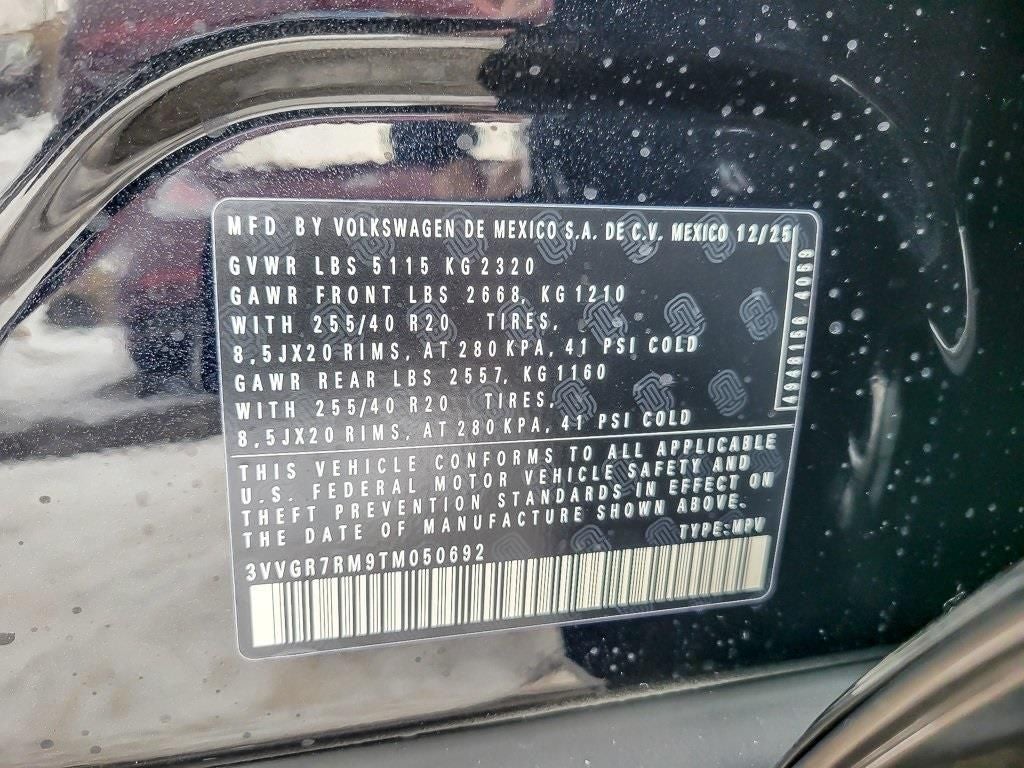 MFD BY VOLKSWAGEN DE MEXICO S.A. DE C.V. MEXICO 12/25
GVWR LBS 5115 KG 2320
GAWR FRONT LBS 2668, KG 1210
WITH 255/40 R20 TIRES,
8,5JX20 RIMS, AT 280 KPA, 41 PSI COLD
GAWR REAR LBS 2557, KG 1160
WITH 255/40 R20 TIRES,
8,5JX20 RIMS, AT 280 KPA, 41 PSI COLD
4948166 4069
THIS VEHICLE CONFORMS TO ALL APPLICABLE
U.S. FEDERAL MOTOR VEHICLE SAFETY AND
THEFT PREVENTION STANDARDS IN EFFECT ON
THE DATE OF MANUFACTURE SHOWN ABOVE.
TYPE:MPV
3VVGR7RM9TM050692